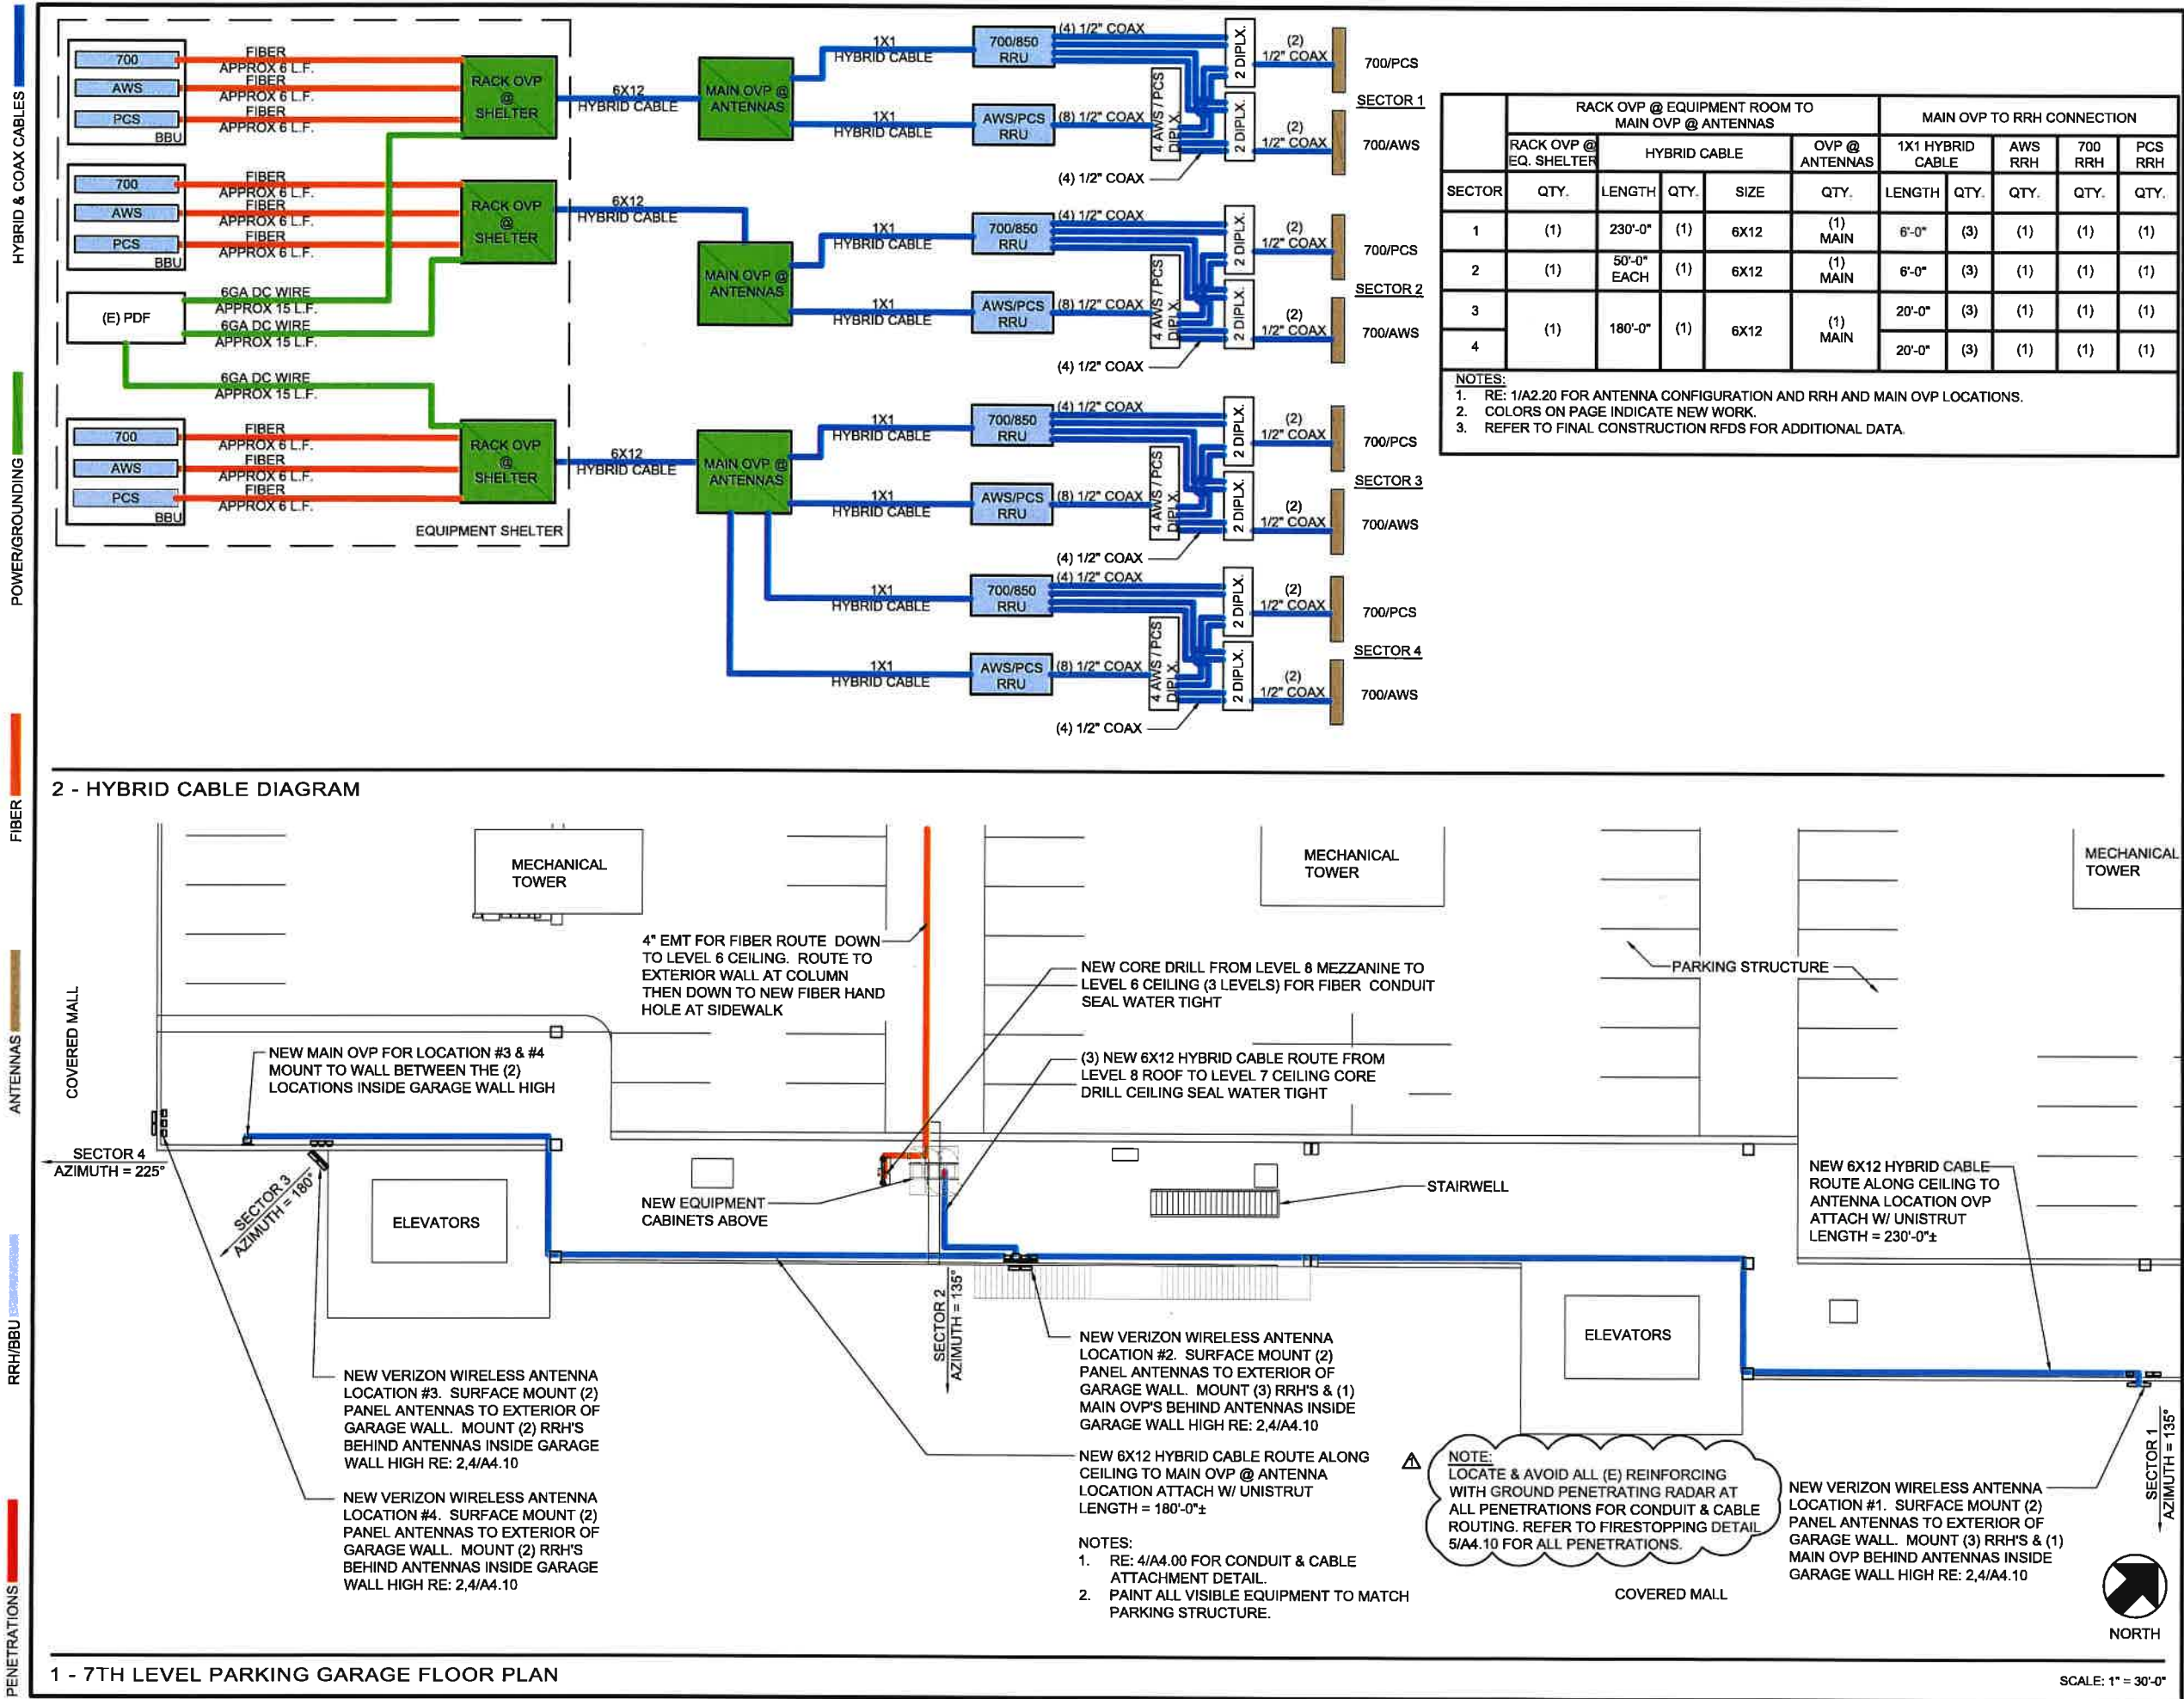 HYBRID & COAX CABLES
POWER/GROUNDING
FIBER
ANTENNAS
RRH/BBU
PENETRATIONS
700
AWS
PCS
BBU
FIBER
APPROX 6 L.F.
FIBER
APPROX 6 L.F.
FIBER
APPROX 6 L.F.
RACK OVP
@
SHELTER
6X12
HYBRID CABLE
MAIN OVP @
ANTENNAS
1X1
HYBRID CABLE
700/850
RRU
(4) 1/2" COAX
1X1
HYBRID CABLE
AWS/PCS
RRU
(8) 1/2" COAX
4 AWS / PCS
DIPLX.
2 DIPLX.
2 DIPLX.
(2)
1/2" COAX
(2)
1/2" COAX
(4) 1/2" COAX
700/PCS
SECTOR 1
700/AWS
700
AWS
PCS
BBU
FIBER
APPROX 6 L.F.
FIBER
APPROX 6 L.F.
FIBER
APPROX 6 L.F.
RACK OVP
@
SHELTER
6X12
HYBRID CABLE
MAIN OVP @
ANTENNAS
1X1
HYBRID CABLE
700/850
RRU
(4) 1/2" COAX
1X1
HYBRID CABLE
AWS/PCS
RRU
(8) 1/2" COAX
4 AWS / PCS
DIPLX.
2 DIPLX.
2 DIPLX.
(2)
1/2" COAX
(2)
1/2" COAX
(4) 1/2" COAX
700/PCS
SECTOR 2
700/AWS
(E) PDF
6GA DC WIRE
APPROX 15 L.F.
6GA DC WIRE
APPROX 15 L.F.
6GA DC WIRE
APPROX 15 L.F.
700
AWS
PCS
BBU
FIBER
APPROX 6 L.F.
FIBER
APPROX 6 L.F.
FIBER
APPROX 6 L.F.
RACK OVP
@
SHELTER
EQUIPMENT SHELTER
6X12
HYBRID CABLE
MAIN OVP @
ANTENNAS
1X1
HYBRID CABLE
700/850
RRU
(4) 1/2" COAX
1X1
HYBRID CABLE
AWS/PCS
RRU
(8) 1/2" COAX
4 AWS / PCS
DIPLX.
2 DIPLX.
2 DIPLX.
(2)
1/2" COAX
(2)
1/2" COAX
(4) 1/2" COAX
700/PCS
SECTOR 3
700/AWS
1X1
HYBRID CABLE
700/850
RRU
(4) 1/2" COAX
1X1
HYBRID CABLE
AWS/PCS
RRU
(8) 1/2" COAX
4 AWS / PCS
DIPLX.
2 DIPLX.
2 DIPLX.
(2)
1/2" COAX
(2)
1/2" COAX
(4) 1/2" COAX
700/PCS
SECTOR 4
700/AWS
RACK OVP @ EQUIPMENT ROOM TO
MAIN OVP @ ANTENNAS
MAIN OVP TO RRH CONNECTION
RACK OVP @
EQ. SHELTER
HYBRID CABLE
OVP @
ANTENNAS
1X1 HYBRID
CABLE
AWS
RRH
700
RRH
PCS
RRH
SECTOR QTY. LENGTH QTY. SIZE QTY. LENGTH QTY. QTY. QTY. QTY.
1 (1) 230'-0" (1) 6X12 (1) MAIN 6'-0" (3) (1) (1) (1)
2 (1) 50'-0" EACH (1) 6X12 (1) MAIN 6'-0" (3) (1) (1) (1)
3 (1) 180'-0" (1) 6X12 (1) MAIN 20'-0" (3) (1) (1) (1)
4 20'-0" (3) (1) (1) (1)
NOTES:
1. RE: 1/A2.20 FOR ANTENNA CONFIGURATION AND RRH AND MAIN OVP LOCATIONS.
2. COLORS ON PAGE INDICATE NEW WORK.
3. REFER TO FINAL CONSTRUCTION RFDS FOR ADDITIONAL DATA.
2 - HYBRID CABLE DIAGRAM
MECHANICAL
TOWER
MECHANICAL
TOWER
MECHANICAL
TOWER
COVERED MALL
4" EMT FOR FIBER ROUTE DOWN
TO LEVEL 6 CEILING. ROUTE TO
EXTERIOR WALL AT COLUMN
THEN DOWN TO NEW FIBER HAND
HOLE AT SIDEWALK
NEW CORE DRILL FROM LEVEL 8 MEZZANINE TO
LEVEL 6 CEILING (3 LEVELS) FOR FIBER CONDUIT
SEAL WATER TIGHT
PARKING STRUCTURE
NEW MAIN OVP FOR LOCATION #3 & #4
MOUNT TO WALL BETWEEN THE (2)
LOCATIONS INSIDE GARAGE WALL HIGH
(3) NEW 6X12 HYBRID CABLE ROUTE FROM
LEVEL 8 ROOF TO LEVEL 7 CEILING CORE
DRILL CEILING SEAL WATER TIGHT
SECTOR 4
AZIMUTH = 225°
SECTOR 3
AZIMUTH = 180°
ELEVATORS
NEW EQUIPMENT
CABINETS ABOVE
STAIRWELL
NEW 6X12 HYBRID CABLE
ROUTE ALONG CEILING TO
ANTENNA LOCATION OVP
ATTACH W/ UNISTRUT
LENGTH = 230'-0"±
SECTOR 2
AZIMUTH = 135°
ELEVATORS
NEW VERIZON WIRELESS ANTENNA
LOCATION #3. SURFACE MOUNT (2)
PANEL ANTENNAS TO EXTERIOR OF
GARAGE WALL. MOUNT (2) RRH'S
BEHIND ANTENNAS INSIDE GARAGE
WALL HIGH RE: 2,4/A4.10
NEW VERIZON WIRELESS ANTENNA
LOCATION #4. SURFACE MOUNT (2)
PANEL ANTENNAS TO EXTERIOR OF
GARAGE WALL. MOUNT (2) RRH'S
BEHIND ANTENNAS INSIDE GARAGE
WALL HIGH RE: 2,4/A4.10
NEW VERIZON WIRELESS ANTENNA
LOCATION #2. SURFACE MOUNT (2)
PANEL ANTENNAS TO EXTERIOR OF
GARAGE WALL. MOUNT (3) RRH'S & (1)
MAIN OVP'S BEHIND ANTENNAS INSIDE
GARAGE WALL HIGH RE: 2,4/A4.10
NEW 6X12 HYBRID CABLE ROUTE ALONG
CEILING TO MAIN OVP @ ANTENNA
LOCATION ATTACH W/ UNISTRUT
LENGTH = 180'-0"±
NOTES:
1. RE: 4/A4.00 FOR CONDUIT & CABLE
ATTACHMENT DETAIL.
2. PAINT ALL VISIBLE EQUIPMENT TO MATCH
PARKING STRUCTURE.
NOTE:
LOCATE & AVOID ALL (E) REINFORCING
WITH GROUND PENETRATING RADAR AT
ALL PENETRATIONS FOR CONDUIT & CABLE
ROUTING. REFER TO FIRESTOPPING DETAIL
5/A4.10 FOR ALL PENETRATIONS.
NEW VERIZON WIRELESS ANTENNA
LOCATION #1. SURFACE MOUNT (2)
PANEL ANTENNAS TO EXTERIOR OF
GARAGE WALL. MOUNT (3) RRH'S & (1)
MAIN OVP BEHIND ANTENNAS INSIDE
GARAGE WALL HIGH RE: 2,4/A4.10
SECTOR 1
AZIMUTH = 135°
COVERED MALL
NORTH
1 - 7TH LEVEL PARKING GARAGE FLOOR PLAN
SCALE: 1" = 30'-0"